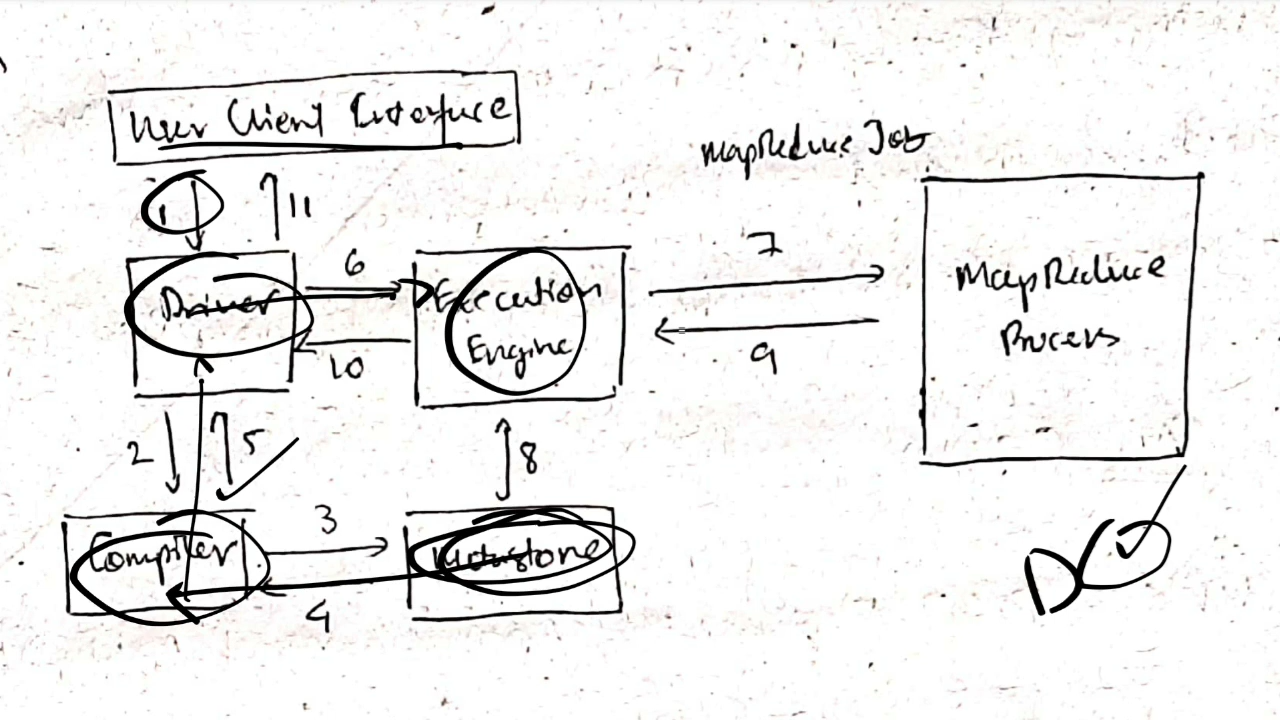 User Client Interface
MapReduce Job
1
11
7
6
Driver
Execution
Engine
MapReduce
Process
10
9
2
5
8
3
Compiler
Metastore
4
D